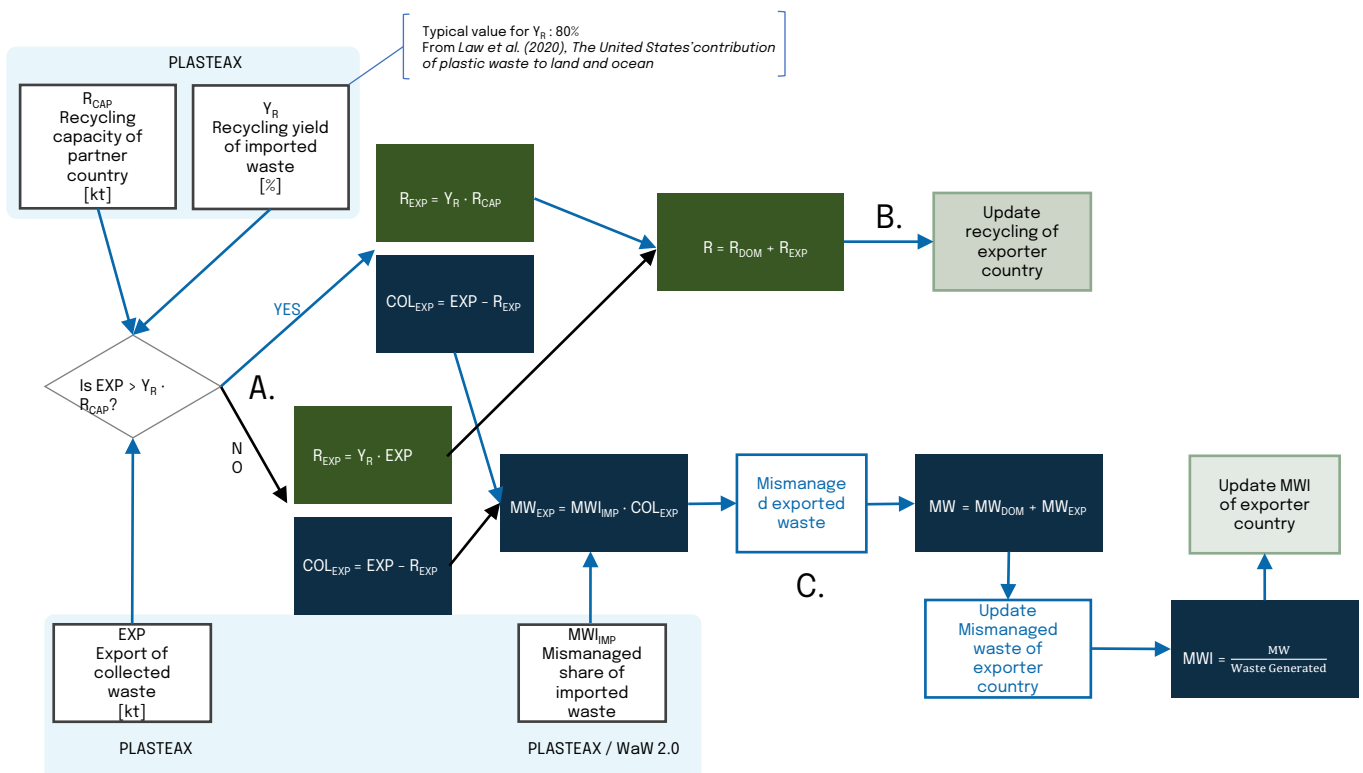 Typical value for Y_R : 80%
From Law et al. (2020), The United States' contribution
of plastic waste to land and ocean
PLASTEAX
R_CAP
Recycling
capacity of
partner
country
[kt]
Y_R
Recycling yield
of imported
waste
[%]
R_EXP = Y_R · R_CAP
COL_EXP = EXP – R_EXP
R = R_DOM + R_EXP
B.
Update
recycling of
exporter
country
YES
Is EXP > Y_R ·
R_CAP?
A.
N
O
R_EXP = Y_R · EXP
COL_EXP = EXP – R_EXP
MW_EXP = MWI_IMP · COL_EXP
Mismanage
d exported
waste
MW = MW_DOM + MW_EXP
Update MWI
of exporter
country
C.
Update
Mismanaged
waste of
exporter
country
MWI = MW / Waste Generated
EXP
Export of
collected
waste
[kt]
MWI_IMP
Mismanaged
share of
imported
waste
PLASTEAX
PLASTEAX / WaW 2.0